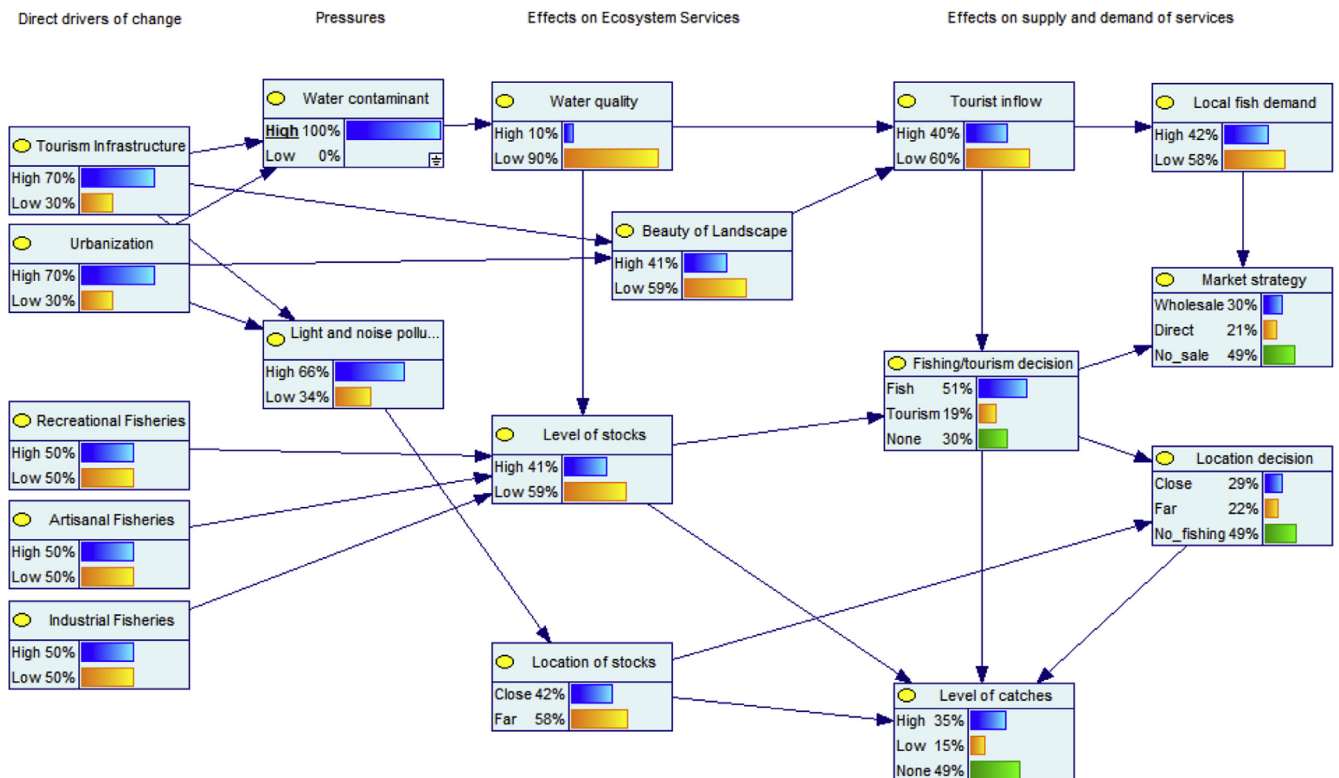 Direct drivers of change
Pressures
Effects on Ecosystem Services
Effects on supply and demand of services
Tourism Infrastructure
High 70%
Low 30%
Urbanization
High 70%
Low 30%
Recreational Fisheries
High 50%
Low 50%
Artisanal Fisheries
High 50%
Low 50%
Industrial Fisheries
High 50%
Low 50%
Water contaminant
High 100%
Low 0%
Light and noise pollu...
High 66%
Low 34%
Water quality
High 10%
Low 90%
Beauty of Landscape
High 41%
Low 59%
Level of stocks
High 41%
Low 59%
Location of stocks
Close 42%
Far 58%
Tourist inflow
High 40%
Low 60%
Fishing/tourism decision
Fish 51%
Tourism 19%
None 30%
Level of catches
High 35%
Low 15%
None 49%
Local fish demand
High 42%
Low 58%
Market strategy
Wholesale 30%
Direct 21%
No_sale 49%
Location decision
Close 29%
Far 22%
No_fishing 49%